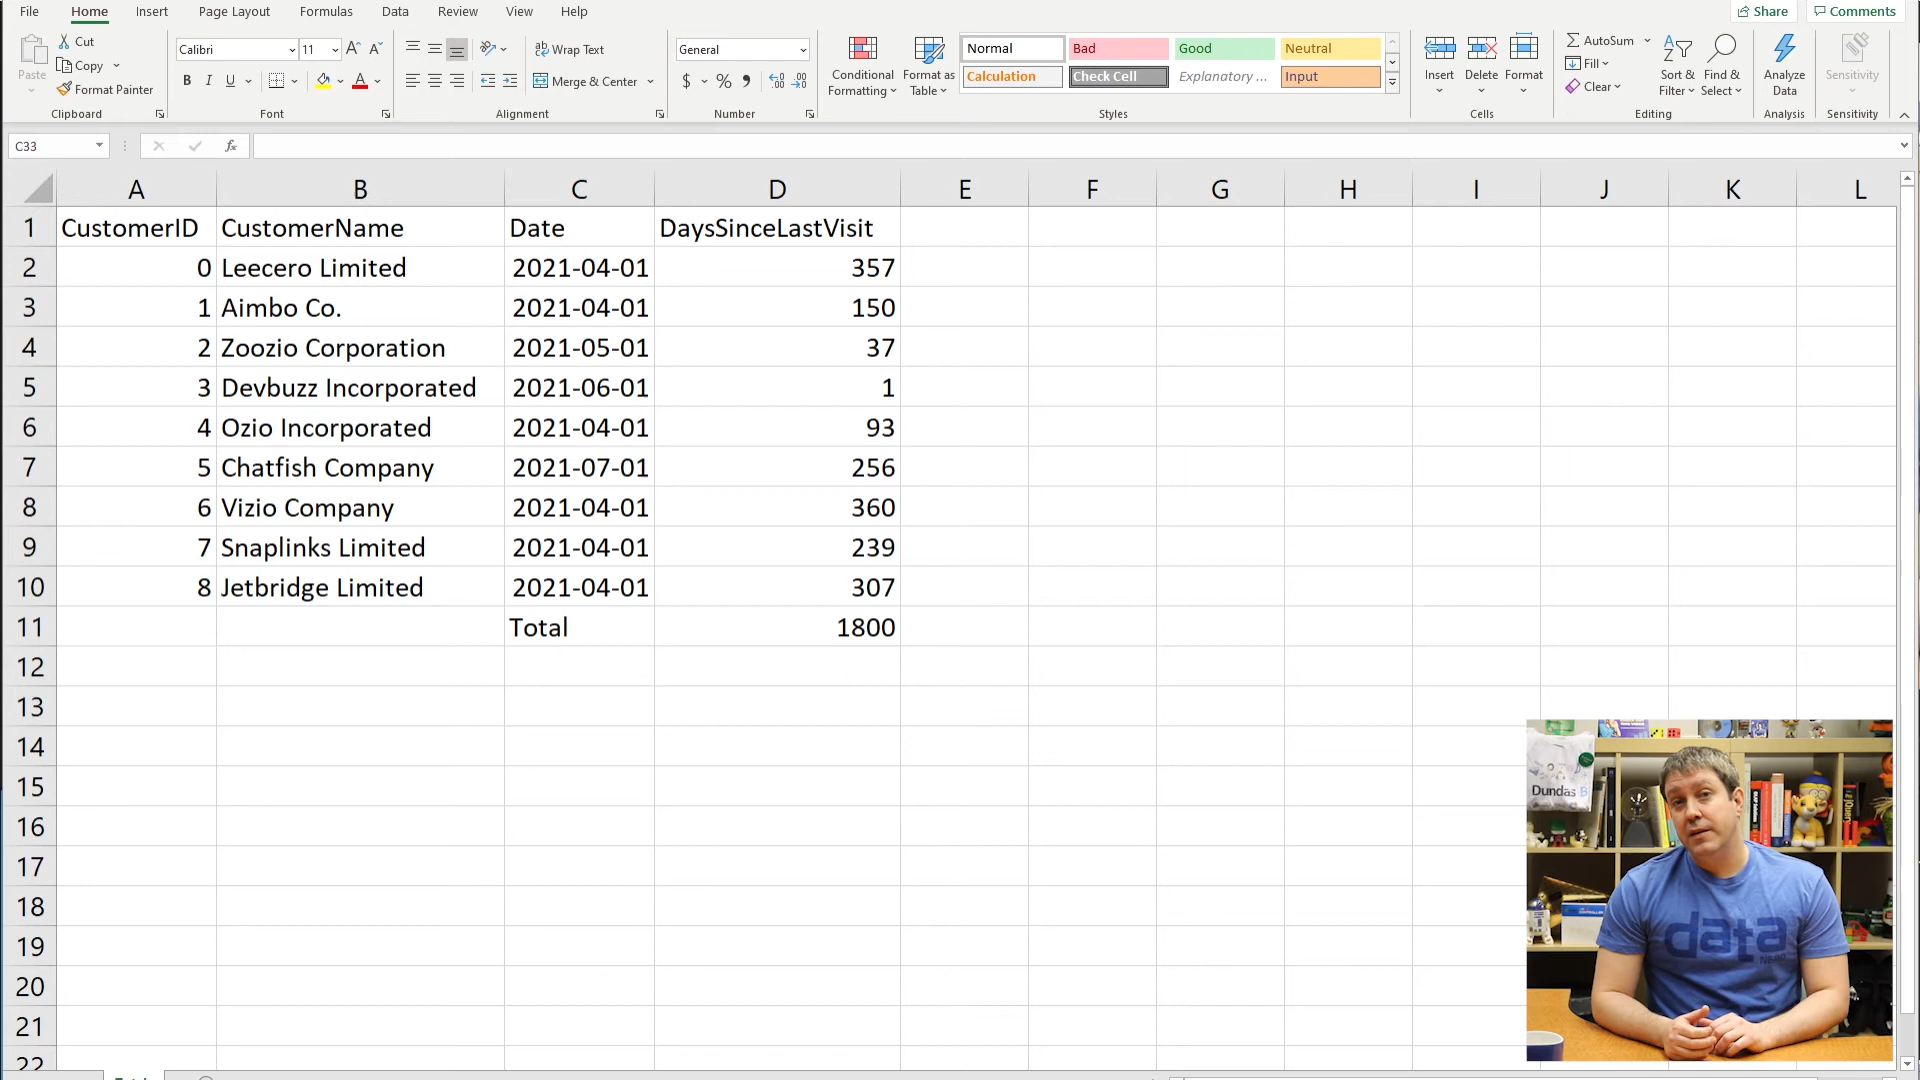 File Home Insert Page Layout Formulas Data Review View Help Share Comments
Paste Cut Copy Format Painter Clipboard
Calibri 11 A A B I U A Font
Wrap Text Merge & Center Alignment
General $ % Number
Conditional Formatting Format as Table
Normal Bad Good Neutral
Calculation Check Cell Explanatory ... Input
Styles
Insert Delete Format Cells
AutoSum Fill Clear Sort & Filter Find & Select Editing
Analyze Data Analysis
Sensitivity Sensitivity
C33 fx
A B C D E F G H I J K L
1 CustomerID CustomerName Date DaysSinceLastVisit
2 0 Leecero Limited 2021-04-01 357
3 1 Aimbo Co. 2021-04-01 150
4 2 Zoozio Corporation 2021-05-01 37
5 3 Devbuzz Incorporated 2021-06-01 1
6 4 Ozio Incorporated 2021-04-01 93
7 5 Chatfish Company 2021-07-01 256
8 6 Vizio Company 2021-04-01 360
9 7 Snaplinks Limited 2021-04-01 239
10 8 Jetbridge Limited 2021-04-01 307
11 Total 1800
12
13
14
15
16
17
18
19
20
21
22
Dundas B
data